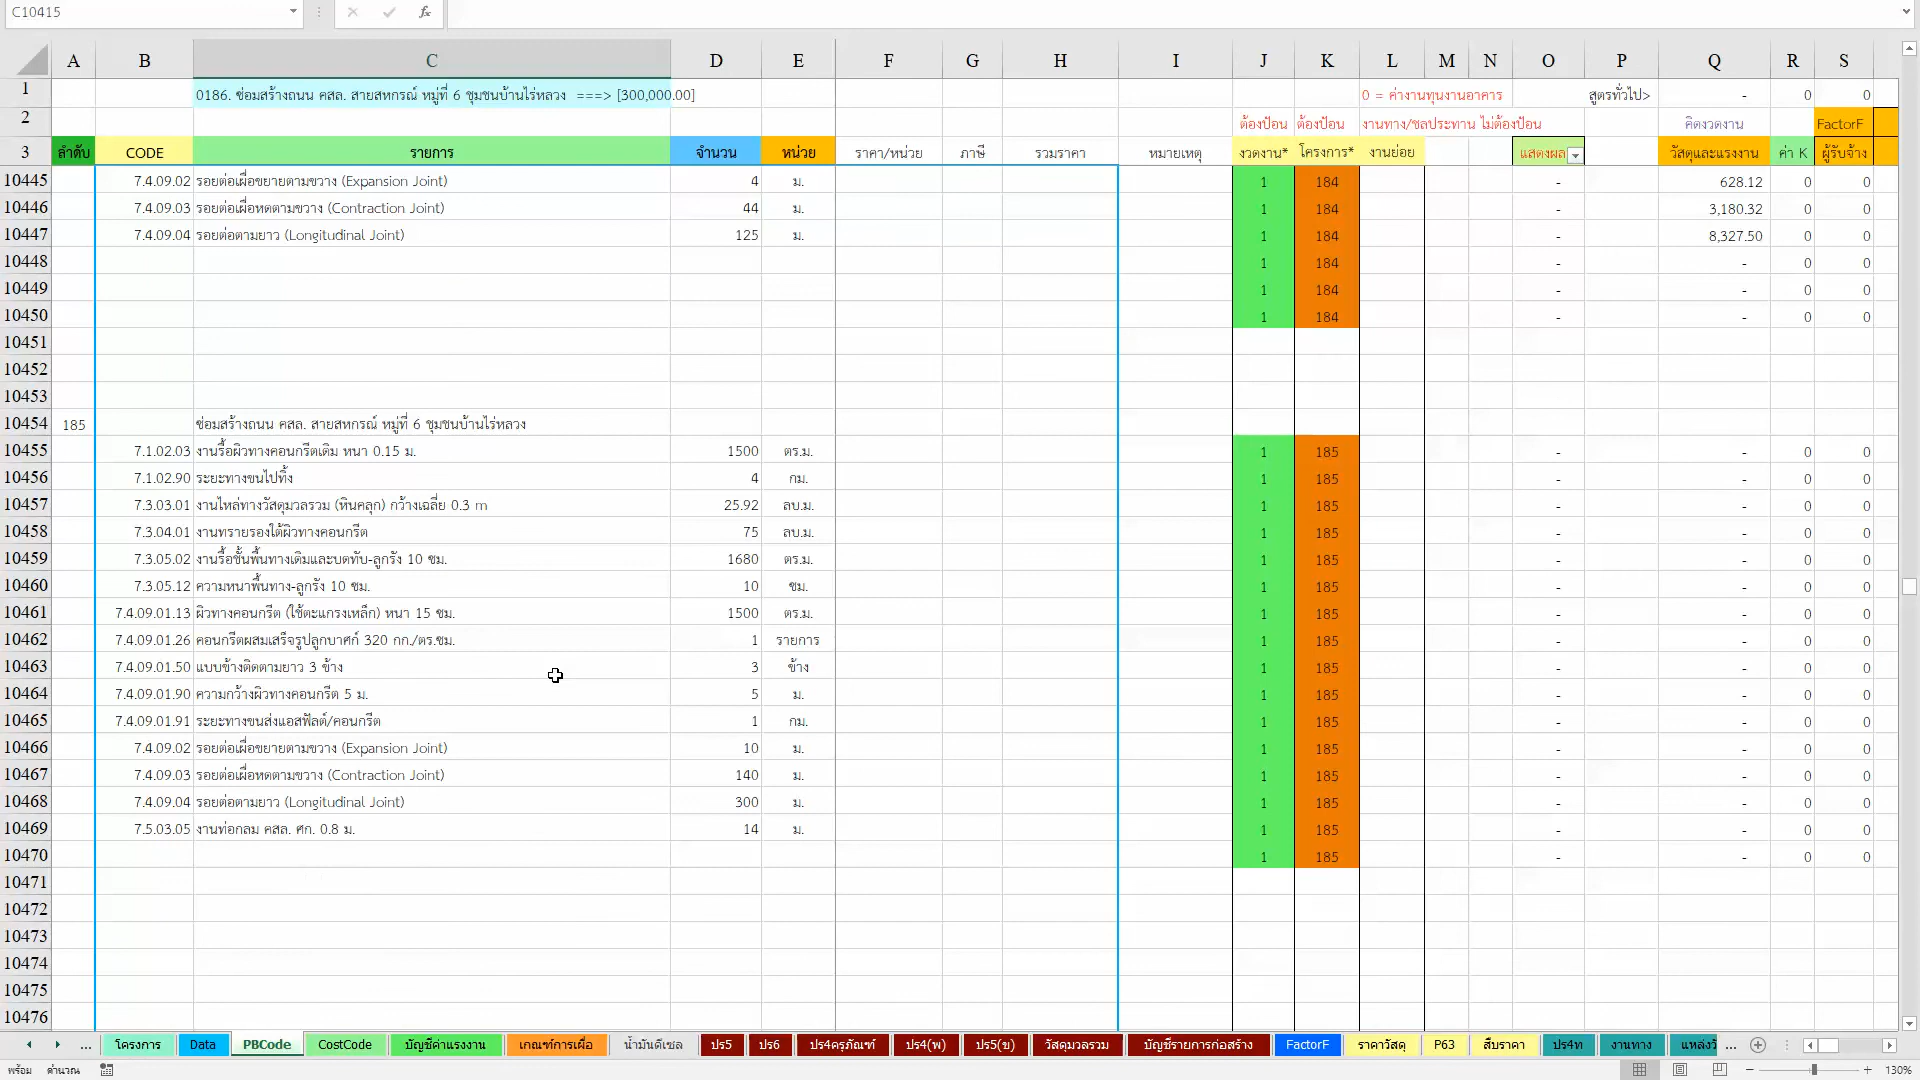 C10415
fx
A B C D E F G H I J K L M N O P Q R S
1 0186. ซ่อมสร้างถนน คสล. สายสหกรณ์ หมู่ที่ 6 ชุมชนบ้านไร่หลวง ===> [300,000.00] 0 = ค่างานทุนงานอาคาร สูตรทั่วไป> - 0 0
2 ต้องป้อน ต้องป้อน งานทาง/ชลประทาน ไม่ต้องป้อน คิดงวดงาน FactorF
3 ลำดับ CODE รายการ จำนวน หน่วย ราคา/หน่วย ภาษี รวมราคา หมายเหตุ งวดงาน* โครงการ* งานย่อย แสดงผล วัสดุและแรงงาน ค่า K ผู้รับจ้าง
10445 7.4.09.02 รอยต่อเผื่อขยายตามขวาง (Expansion Joint) 4 ม. 1 184 - 628.12 0 0
10446 7.4.09.03 รอยต่อเผื่อหดตามขวาง (Contraction Joint) 44 ม. 1 184 - 3,180.32 0 0
10447 7.4.09.04 รอยต่อตามยาว (Longitudinal Joint) 125 ม. 1 184 - 8,327.50 0 0
10448 1 184 - - 0 0
10449 1 184 - - 0 0
10450 1 184 - - 0 0
10451
10452
10453
10454 185 ซ่อมสร้างถนน คสล. สายสหกรณ์ หมู่ที่ 6 ชุมชนบ้านไร่หลวง
10455 7.1.02.03 งานรื้อผิวทางคอนกรีตเดิม หนา 0.15 ม. 1500 ตร.ม. 1 185 - - 0 0
10456 7.1.02.90 ระยะทางขนไปทิ้ง 4 กม. 1 185 - - 0 0
10457 7.3.03.01 งานไหล่ทางวัสดุมวลรวม (หินคลุก) กว้างเฉลี่ย 0.3 m 25.92 ลบ.ม. 1 185 - - 0 0
10458 7.3.04.01 งานทรายรองใต้ผิวทางคอนกรีต 75 ลบ.ม. 1 185 - - 0 0
10459 7.3.05.02 งานรื้อชั้นพื้นทางเดิมและบดทับ-ลูกรัง 10 ซม. 1680 ตร.ม. 1 185 - - 0 0
10460 7.3.05.12 ความหนาพื้นทาง-ลูกรัง 10 ซม. 10 ซม. 1 185 - - 0 0
10461 7.4.09.01.13 ผิวทางคอนกรีต (ใช้ตะแกรงเหล็ก) หนา 15 ซม. 1500 ตร.ม. 1 185 - - 0 0
10462 7.4.09.01.26 คอนกรีตผสมเสร็จรูปลูกบาศก์ 320 กก./ตร.ซม. 1 รายการ 1 185 - - 0 0
10463 7.4.09.01.50 แบบข้างติดตามยาว 3 ข้าง 3 ข้าง 1 185 - - 0 0
10464 7.4.09.01.90 ความกว้างผิวทางคอนกรีต 5 ม. 5 ม. 1 185 - - 0 0
10465 7.4.09.01.91 ระยะทางขนส่งแอสฟัลต์/คอนกรีต 1 กม. 1 185 - - 0 0
10466 7.4.09.02 รอยต่อเผื่อขยายตามขวาง (Expansion Joint) 10 ม. 1 185 - - 0 0
10467 7.4.09.03 รอยต่อเผื่อหดตามขวาง (Contraction Joint) 140 ม. 1 185 - - 0 0
10468 7.4.09.04 รอยต่อตามยาว (Longitudinal Joint) 300 ม. 1 185 - - 0 0
10469 7.5.03.05 งานท่อกลม คสล. ศก. 0.8 ม. 14 ม. 1 185 - - 0 0
10470 1 185 - - 0 0
10471
10472
10473
10474
10475
10476
... โครงการ Data PBCode CostCode บัญชีค่าแรงงาน เกณฑ์การเผื่อ น้ำมันดีเซล ปร5 ปร6 ปร4ครุภัณฑ์ ปร4(พ) ปร5(ข) วัสดุมวลรวม บัญชีรายการก่อสร้าง FactorF ราคาวัสดุ P63 สืบราคา ปร4ท งานทาง แหล่งวั ...
พร้อม คำนวณ 130%